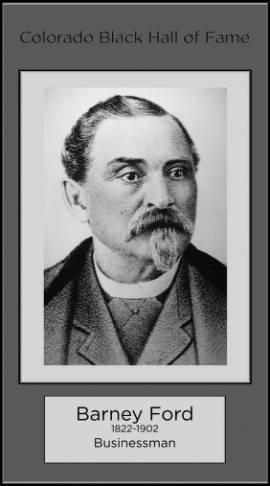 Colorado Black Hall of Fame
Barney Ford
1822-1902
Businessman